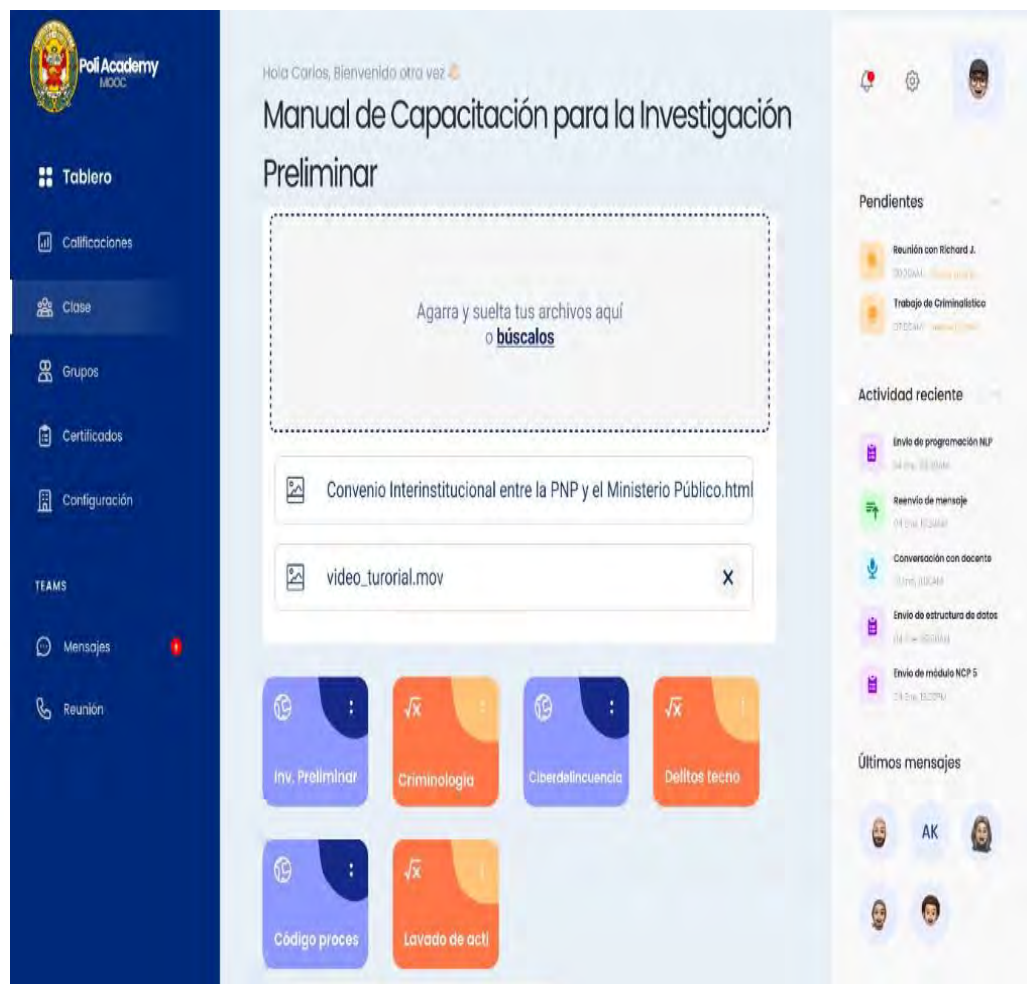 Poli Academy
MOOC
Tablero
Calificaciones
Clase
Grupos
Certificados
Configuración
TEAMS
Mensajes
Reunión
Hola Carlos, Bienvenido otra vez
Manual de Capacitación para la Investigación
Preliminar
Agarra y suelta tus archivos aquí
o búscalos
Convenio Interinstitucional entre la PNP y el Ministerio Público.html
video_turorial.mov
X
Inv. Preliminar
Criminología
Ciberdelincuencia
Delitos tecno
Código proces
Lavado de acti
Pendientes
Reunión con Richard J.
Trabajo de Criminalistica
Actividad reciente
Envío de programación NLP
Reenvío de mensaje
Conversación con docente
Envío de estructura de datos
Envío de módulo NCP 5
Últimos mensajes
AK